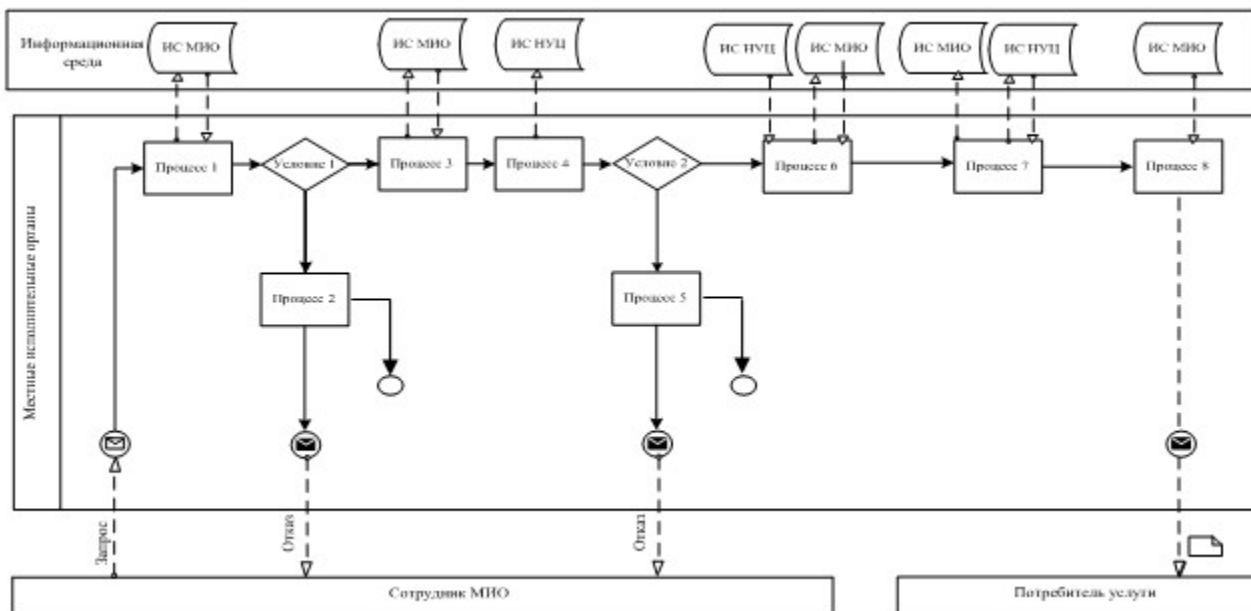 Информационная
среда
ИС МИО
ИС МИО
ИС НУЦ
ИС НУЦ
ИС МИО
ИС МИО
ИС НУЦ
ИС МИО
Местные исполнительные органы
Процесс 1
Условие 1
Процесс 3
Процесс 4
Условие 2
Процесс 6
Процесс 7
Процесс 8
Процесс 2
Процесс 5
Запрос
Отказ
Отказ
Сотрудник МИО
Потребитель услуги